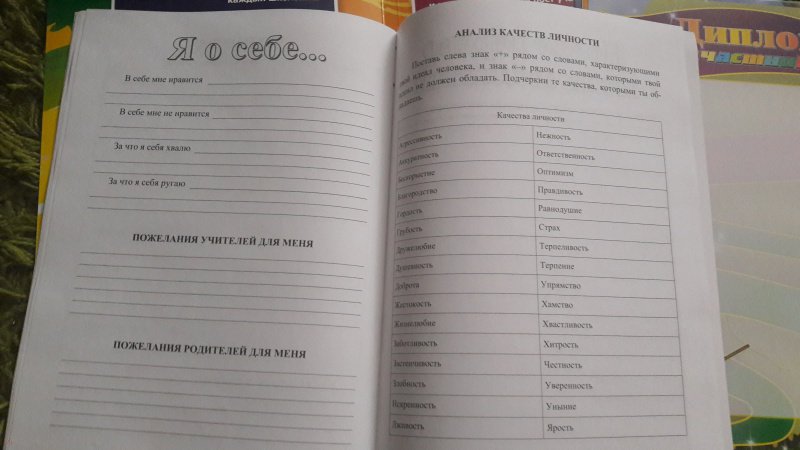 каждый
Диплом
участника
Я о себе...
В себе мне нравится
В себе мне не нравится
За что я себя хвалю
За что я себя ругаю
ПОЖЕЛАНИЯ УЧИТЕЛЕЙ ДЛЯ МЕНЯ
ПОЖЕЛАНИЯ РОДИТЕЛЕЙ ДЛЯ МЕНЯ
АНАЛИЗ КАЧЕСТВ ЛИЧНОСТИ
Поставь слева знак «+» рядом со словами, характеризующими
твой идеал человека, и знак «–» рядом со словами, которыми твой
идеал не должен обладать. Подчеркни те качества, которыми ты об-
ладаешь.
Качества личности
Агрессивность Нежность
Аккуратность Ответственность
Бескорыстие Оптимизм
Благородство Правдивость
Гордость Равнодушие
Грубость Страх
Дружелюбие Терпеливость
Душевность Терпение
Доброта Упрямство
Жестокость Хамство
Жизнелюбие Хвастливость
Заботливость Хитрость
Застенчивость Честность
Злобность Уверенность
Искренность Уныние
Лживость Ярость